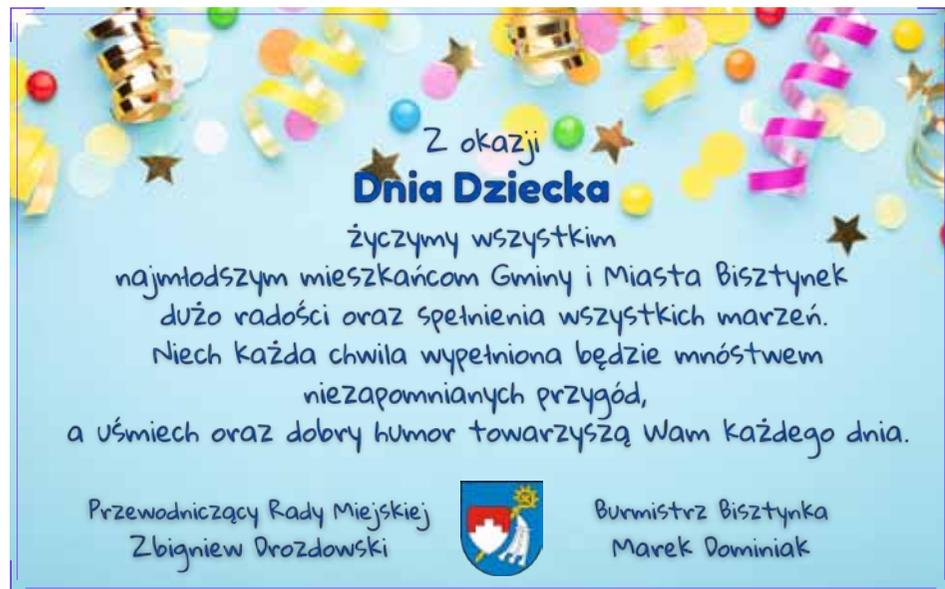 Z okazji
Dnia Dziecka
życzymy wszystkim
najmłodszym mieszkańcom Gminy i Miasta Bisztynek
dużo radości oraz spełnienia wszystkich marzeń.
Niech każda chwila wypełniona będzie mnóstwem
niezapomnianych przygód,
a uśmiech oraz dobry humor towarzyszą Wam każdego dnia.
Przewodniczący Rady Miejskiej
Zbigniew Drozdowski
Burmistrz Bisztynka
Marek Dominiak